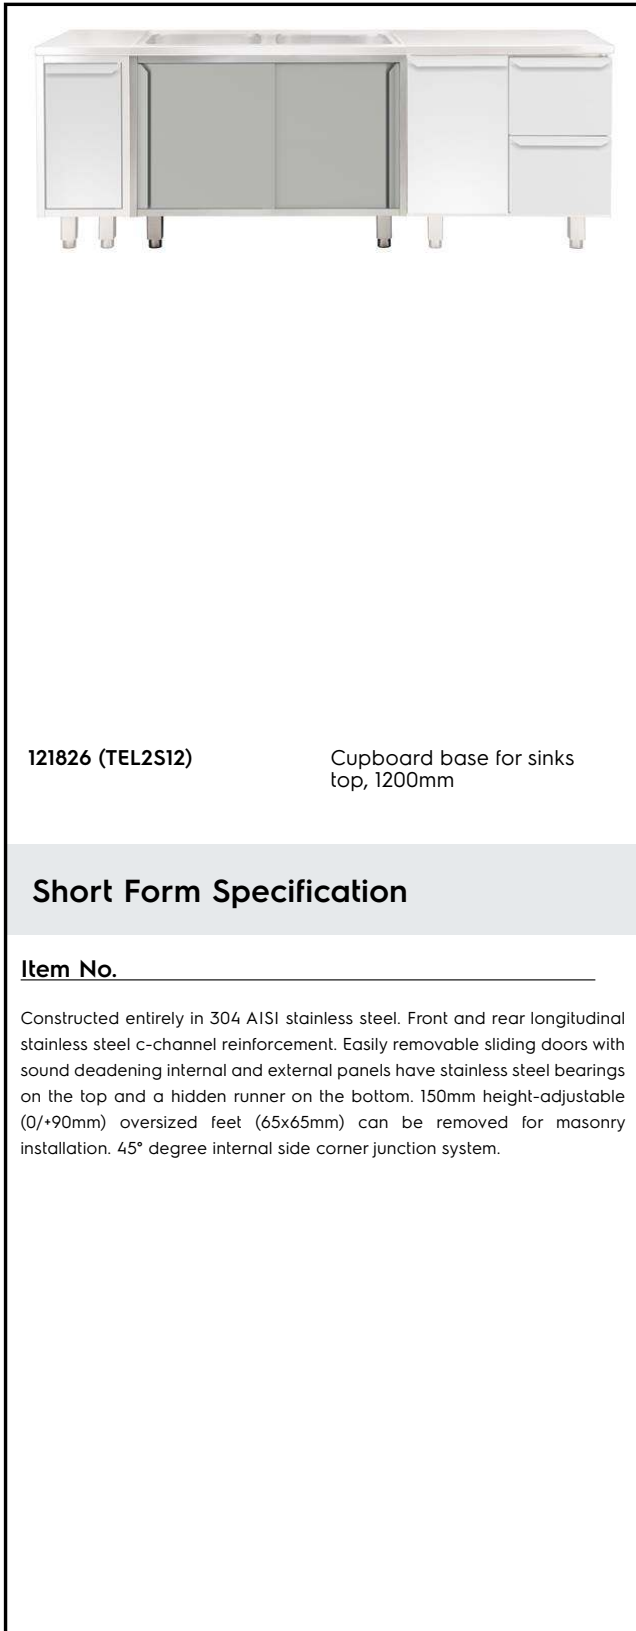 121826 (TEL2S12)
Cupboard base for sinks
top, 1200mm
Short Form Specification
Item No.
Constructed entirely in 304 AISI stainless steel. Front and rear longitudinal
stainless steel c-channel reinforcement. Easily removable sliding doors with
sound deadening internal and external panels have stainless steel bearings
on the top and a hidden runner on the bottom. 150mm height-adjustable
(0/+90mm) oversized feet (65x65mm) can be removed for masonry
installation. 45° degree internal side corner junction system.